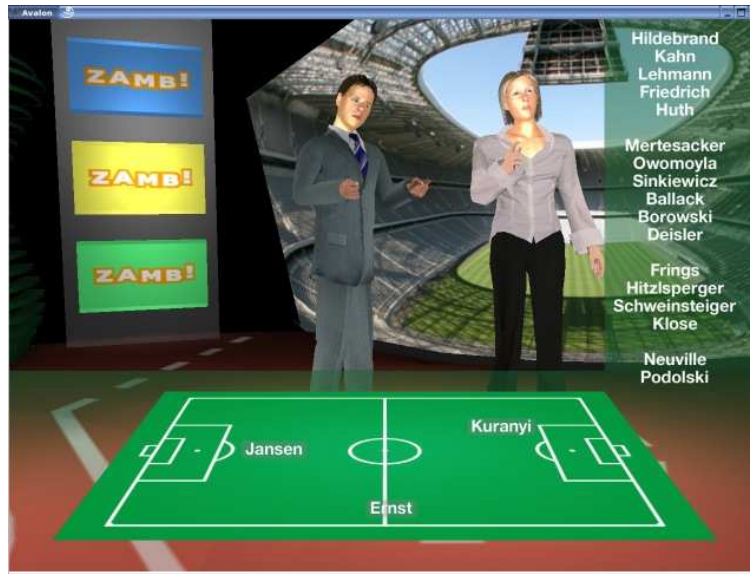 Avalon
ZAMB!
ZAMB!
ZAMB!
Hildebrand
Kahn
Lehmann
Friedrich
Huth
Mertesacker
Owomoyla
Sinkiewicz
Ballack
Borowski
Deisler
Frings
Hitzlsperger
Schweinsteiger
Klose
Neuville
Podolski
Kuranyi
Jansen
Ernst